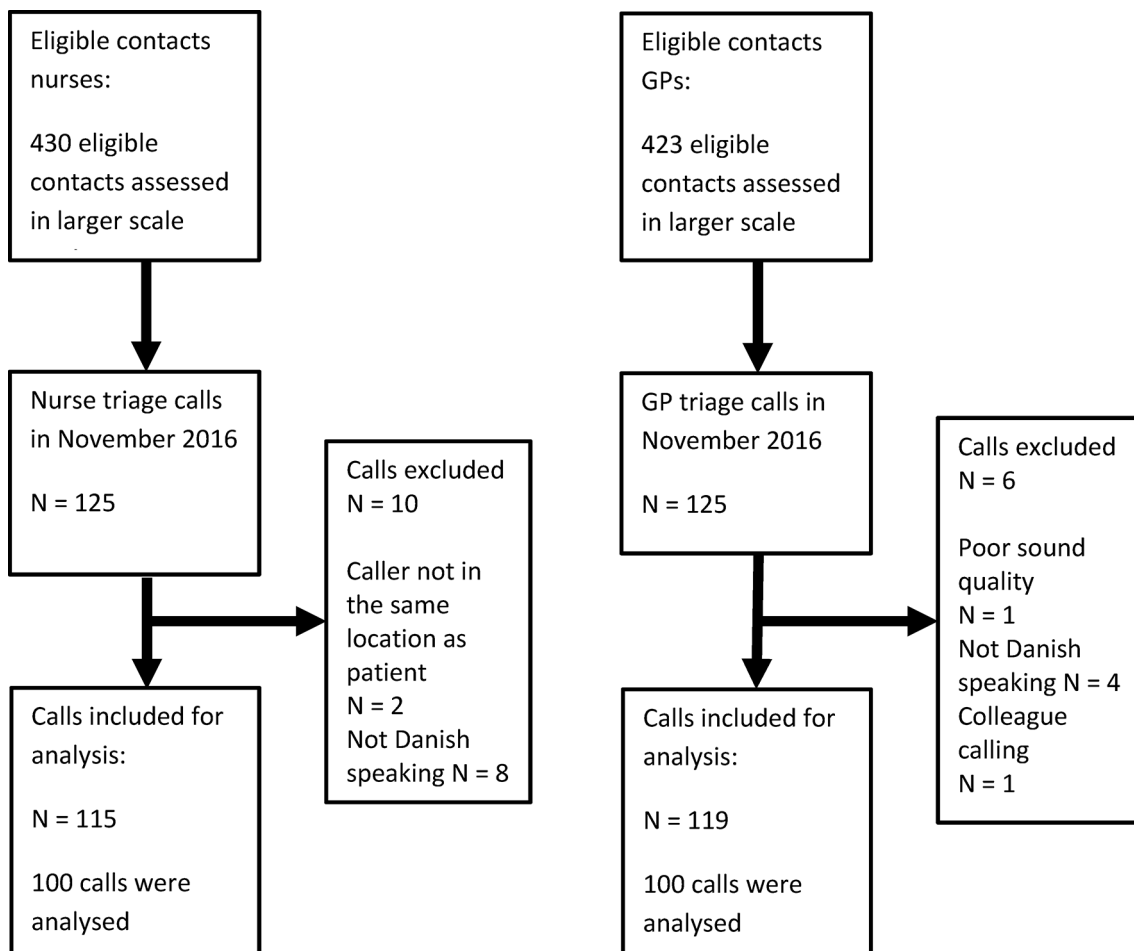 Eligible contacts
nurses:
430 eligible
contacts assessed
in larger scale
Nurse triage calls
in November 2016
N = 125
Calls excluded
N = 10
Caller not in
the same
location as
patient
N = 2
Not Danish
speaking N = 8
Calls included for
analysis:
N = 115
100 calls were
analysed
Eligible contacts
GPs:
423 eligible
contacts assessed
in larger scale
GP triage calls in
November 2016
N = 125
Calls excluded
N = 6
Poor sound
quality
N = 1
Not Danish
speaking N = 4
Colleague
calling
N = 1
Calls included for
analysis:
N = 119
100 calls were
analysed